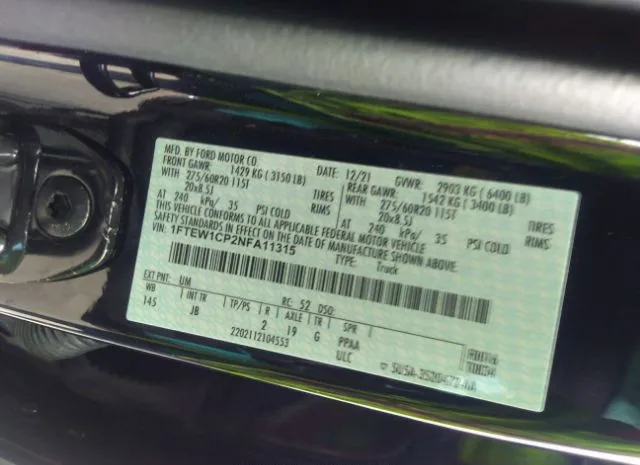 MFD. BY FORD MOTOR CO. DATE: 12/21 GVWR: 2903 KG ( 6400 LB)
FRONT GAWR: 1429 KG ( 3150 LB) REAR GAWR: 1542 KG ( 3400 LB)
WITH 275/60R20 115T TIRES WITH 275/60R20 115T TIRES
20x8.5J RIMS 20x8.5J RIMS
AT 240 kPa/ 35 PSI COLD AT 240 kPa/ 35 PSI COLD
THIS VEHICLE CONFORMS TO ALL APPLICABLE FEDERAL MOTOR VEHICLE
SAFETY STANDARDS IN EFFECT ON THE DATE OF MANUFACTURE SHOWN ABOVE.
VIN: 1FTEW1CP2NFA11315 TYPE: Truck
EXT PNT: UM RC: 52 DSO:
WB INT TR TP/PS R AXLE TR SPR
145 JB 2 19 G PPAA
2202112104553 ULC